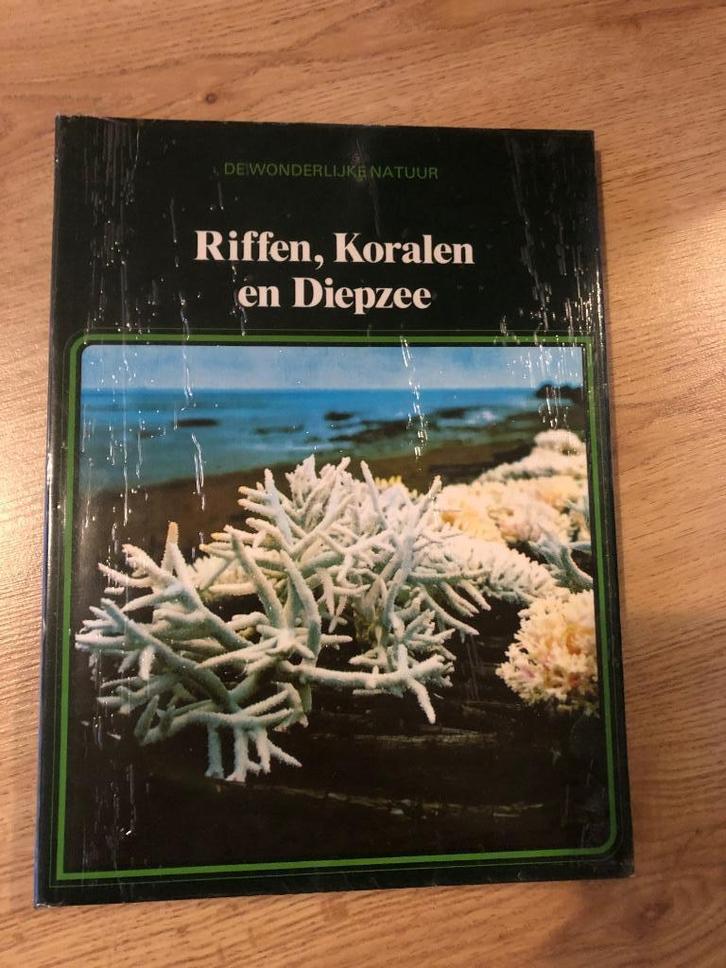 DE WONDERLIJKE NATUUR
Riffen, Koralen
en Diepzee